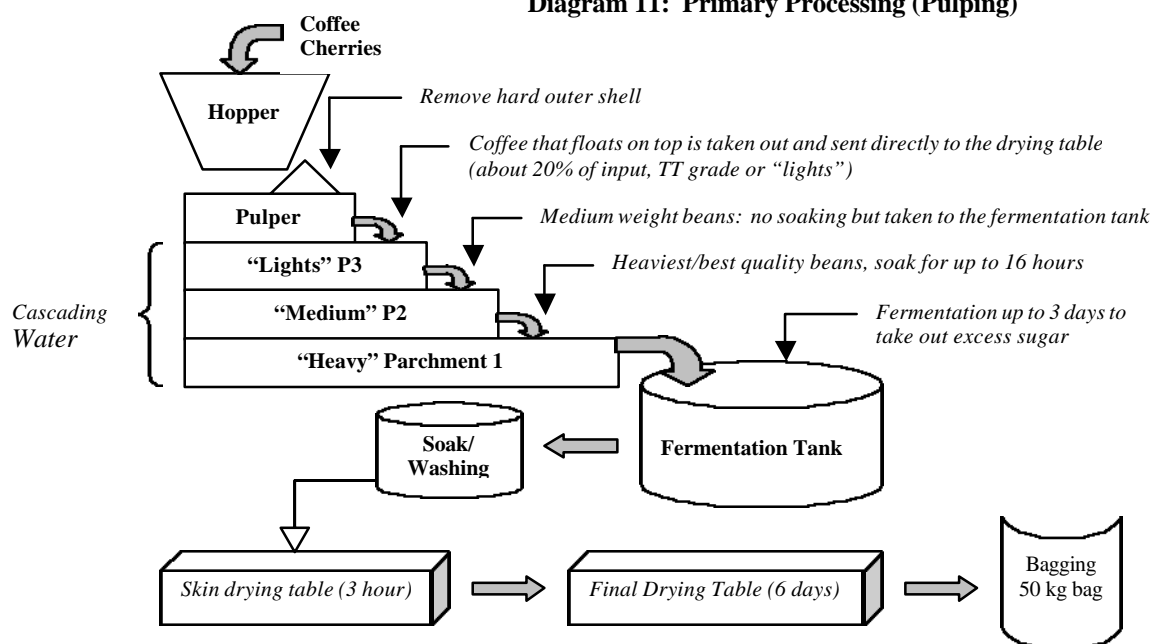 Diagram 11: Primary Processing (Pulping)
Coffee
Cherries
Hopper
Remove hard outer shell
Coffee that floats on top is taken out and sent directly to the drying table
(about 20% of input, TT grade or “lights”)
Pulper
Medium weight beans: no soaking but taken to the fermentation tank
“Lights” P3
Heaviest/best quality beans, soak for up to 16 hours
Cascading
Water
“Medium” P2
Fermentation up to 3 days to
take out excess sugar
“Heavy” Parchment 1
Soak/
Washing
Fermentation Tank
Skin drying table (3 hour)
Final Drying Table (6 days)
Bagging
50 kg bag